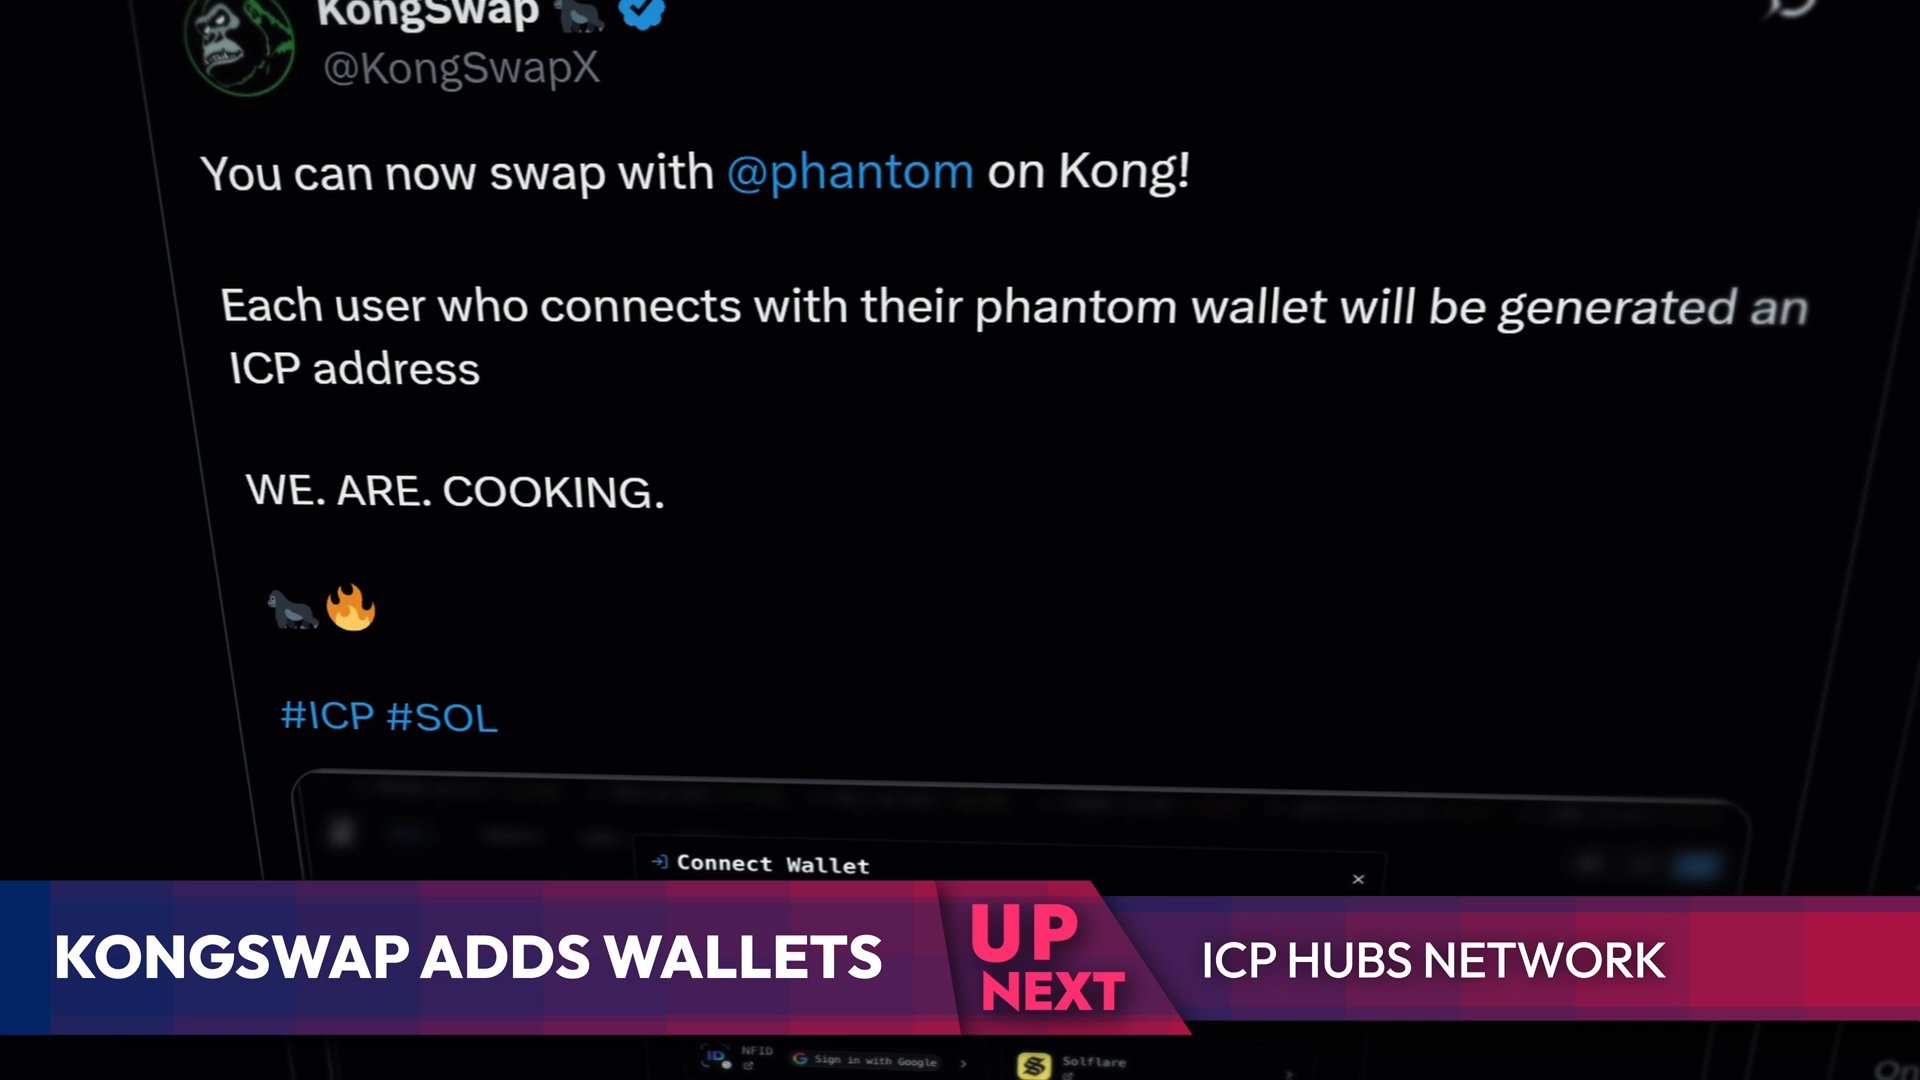 KongSwap 🦍
@KongSwapX
You can now swap with @phantom on Kong!
Each user who connects with their phantom wallet will be generated an
ICP address
WE. ARE. COOKING.
🦍🔥
#ICP #SOL
Connect Wallet
KONGSWAP ADDS WALLETS
UP
NEXT
ICP HUBS NETWORK
NFID
Sign in with Google
Solflare